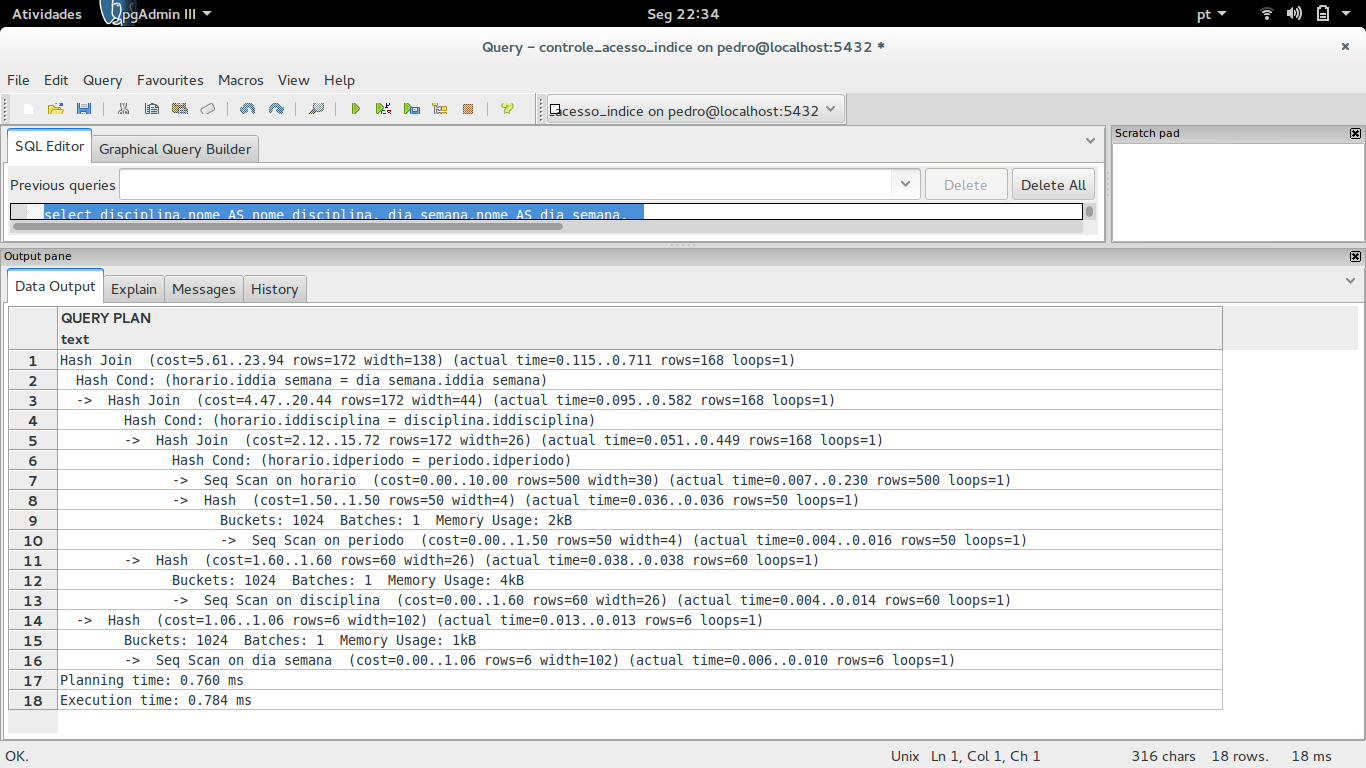 Atividades pgAdmin III Seg 22:34 pt
Query – controle_acesso_indice on pedro@localhost:5432 * ×
File Edit Query Favourites Macros View Help
acesso_indice on pedro@localhost:5432
SQL Editor Graphical Query Builder Scratch pad
Previous queries Delete Delete All
select disciplina.nome AS nome_disciplina, dia_semana.nome AS dia_semana,
Output pane
Data Output Explain Messages History
QUERY PLAN
text
1 Hash Join (cost=5.61..23.94 rows=172 width=138) (actual time=0.115..0.711 rows=168 loops=1)
2 Hash Cond: (horario.iddia_semana = dia_semana.iddia_semana)
3 -> Hash Join (cost=4.47..20.44 rows=172 width=44) (actual time=0.095..0.582 rows=168 loops=1)
4 Hash Cond: (horario.iddisciplina = disciplina.iddisciplina)
5 -> Hash Join (cost=2.12..15.72 rows=172 width=26) (actual time=0.051..0.449 rows=168 loops=1)
6 Hash Cond: (horario.idperiodo = periodo.idperiodo)
7 -> Seq Scan on horario (cost=0.00..10.00 rows=500 width=30) (actual time=0.007..0.230 rows=500 loops=1)
8 -> Hash (cost=1.50..1.50 rows=50 width=4) (actual time=0.036..0.036 rows=50 loops=1)
9 Buckets: 1024 Batches: 1 Memory Usage: 2kB
10 -> Seq Scan on periodo (cost=0.00..1.50 rows=50 width=4) (actual time=0.004..0.016 rows=50 loops=1)
11 -> Hash (cost=1.60..1.60 rows=60 width=26) (actual time=0.038..0.038 rows=60 loops=1)
12 Buckets: 1024 Batches: 1 Memory Usage: 4kB
13 -> Seq Scan on disciplina (cost=0.00..1.60 rows=60 width=26) (actual time=0.004..0.014 rows=60 loops=1)
14 -> Hash (cost=1.06..1.06 rows=6 width=102) (actual time=0.013..0.013 rows=6 loops=1)
15 Buckets: 1024 Batches: 1 Memory Usage: 1kB
16 -> Seq Scan on dia_semana (cost=0.00..1.06 rows=6 width=102) (actual time=0.006..0.010 rows=6 loops=1)
17 Planning time: 0.760 ms
18 Execution time: 0.784 ms
OK. Unix Ln 1, Col 1, Ch 1 316 chars 18 rows. 18 ms